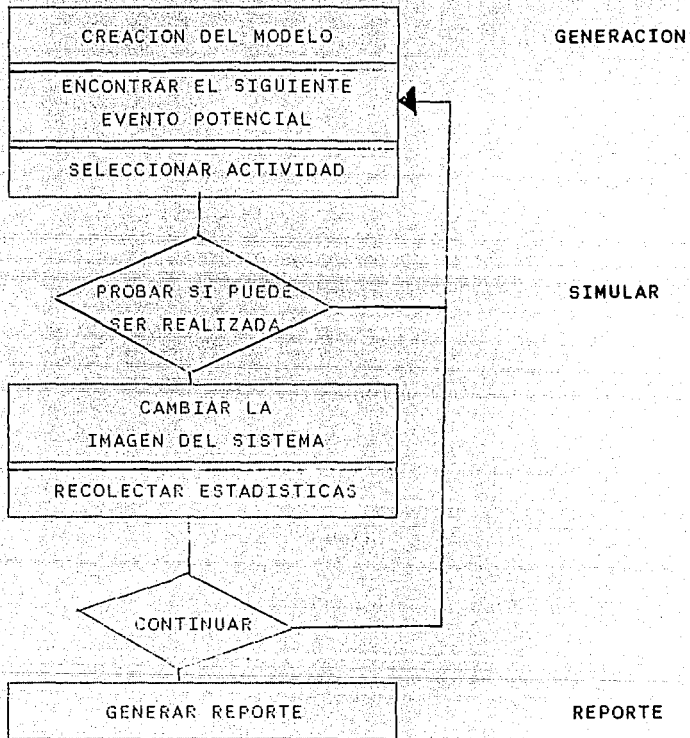 CREACION DEL MODELO
GENERACION
ENCONTRAR EL SIGUIENTE
EVENTO POTENCIAL
SELECCIONAR ACTIVIDAD
PROBAR SI PUEDE
SER REALIZADA
SIMULAR
CAMBIAR LA
IMAGEN DEL SISTEMA
RECOLECTAR ESTADISTICAS
CONTINUAR
GENERAR REPORTE
REPORTE